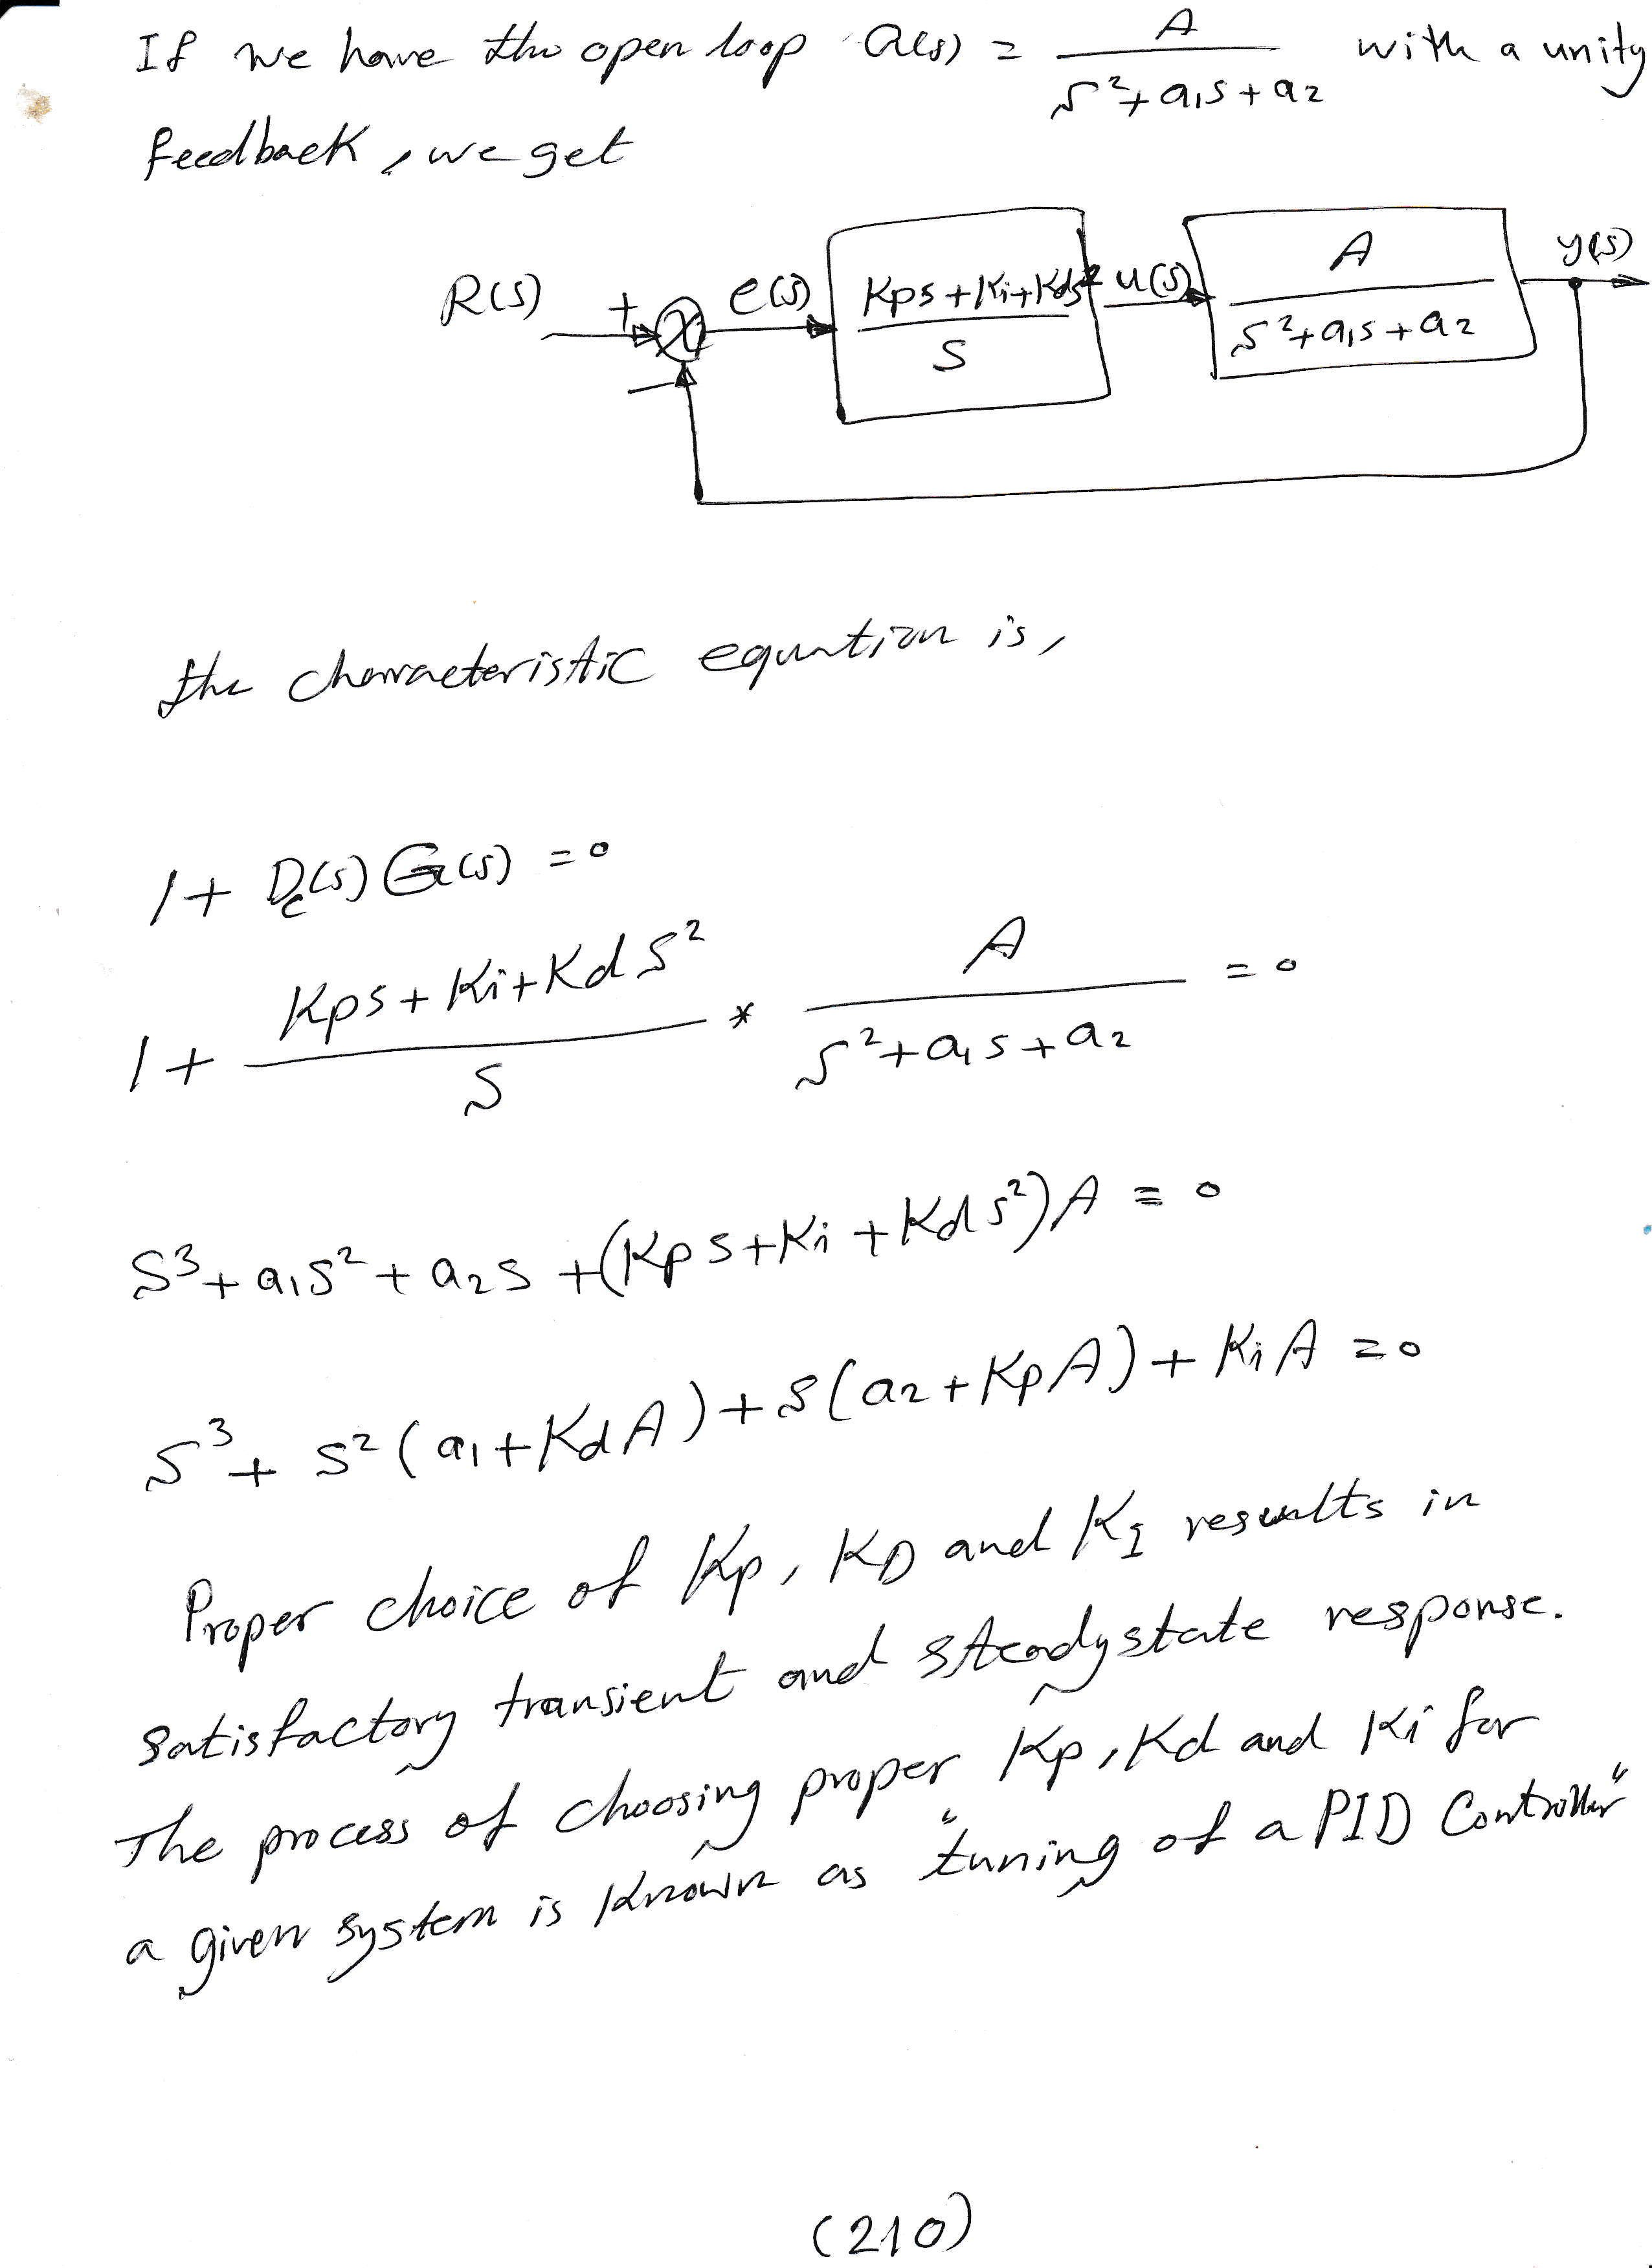 If we have the open loop G(s) = A / (s² + a₁s + a₂) with a unity
feedback, we get
R(s) + − e(s) (Kps + Ki + Kds²) / s u(s) A / (s² + a₁s + a₂) y(s)
the characteristic equation is,
1 + Dc(s) G(s) = 0
1 + (Kps + Ki + Kd s²) / s * A / (s² + a₁s + a₂) = 0
s³ + a₁s² + a₂s + (Kps + Ki + Kds²)A = 0
s³ + s²(a₁ + KdA) + s(a₂ + KpA) + KiA = 0
Proper choice of Kp, KD and KI results in
satisfactory transient and steady state response.
The process of choosing proper Kp, Kd and Ki for
a given system is known as "tuning of a PID Controller"
(210)